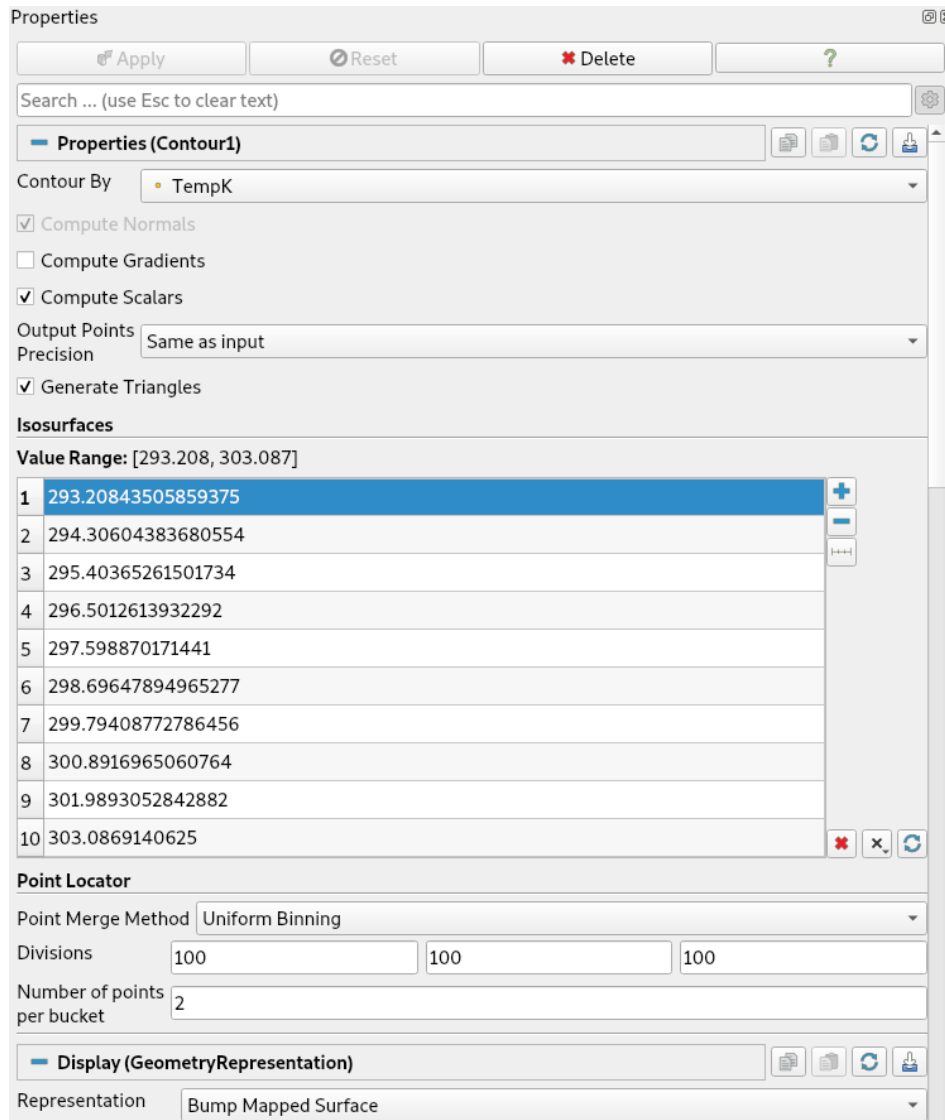 Properties
Apply Reset Delete ?
Search ... (use Esc to clear text)
Properties (Contour1)
Contour By TempK
Compute Normals
Compute Gradients
Compute Scalars
Output Points
Precision Same as input
Generate Triangles
Isosurfaces
Value Range: [293.208, 303.087]
1 293.20843505859375
2 294.30604383680554
3 295.40365261501734
4 296.5012613932292
5 297.598870171441
6 298.69647894965277
7 299.79408772786456
8 300.8916965060764
9 301.9893052842882
10 303.0869140625
Point Locator
Point Merge Method Uniform Binning
Divisions 100 100 100
Number of points
per bucket 2
Display (GeometryRepresentation)
Representation Bump Mapped Surface